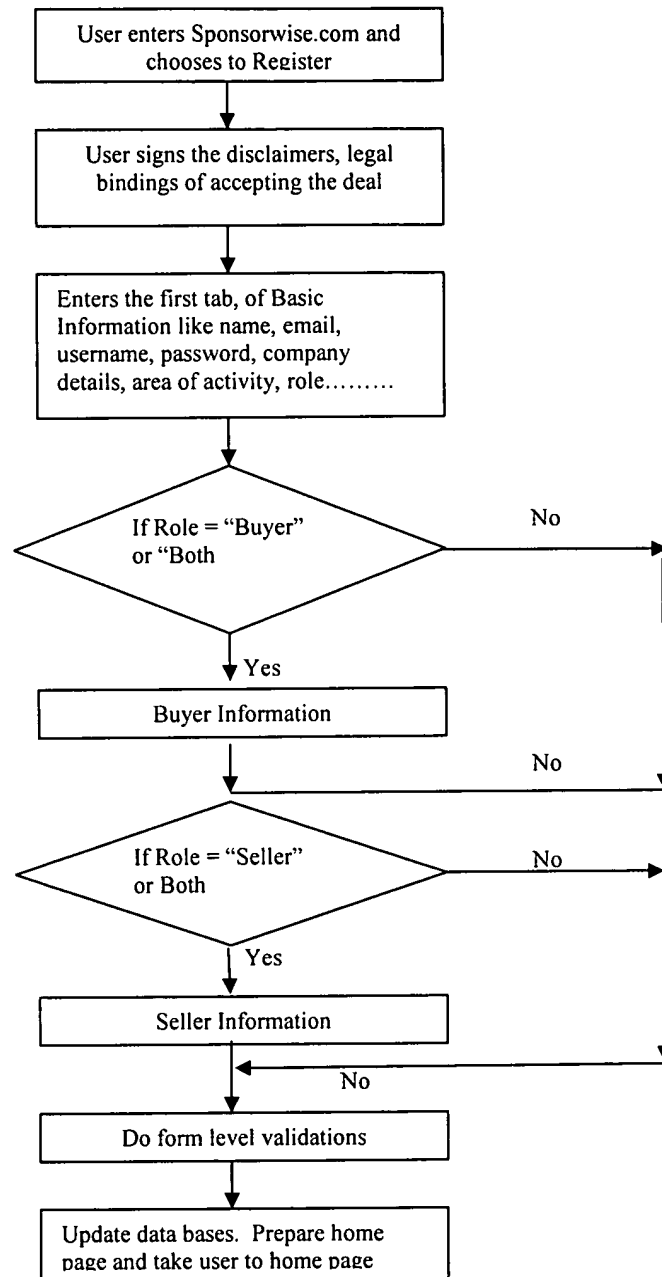 User enters Sponsorwise.com and
chooses to Register
User signs the disclaimers, legal
bindings of accepting the deal
Enters the first tab, of Basic
Information like name, email,
username, password, company
details, area of activity, role.........
If Role = “Buyer”
or “Both
No
Yes
Buyer Information
No
If Role = “Seller”
or Both
No
Yes
Seller Information
No
Do form level validations
Update data bases. Prepare home
page and take user to home page